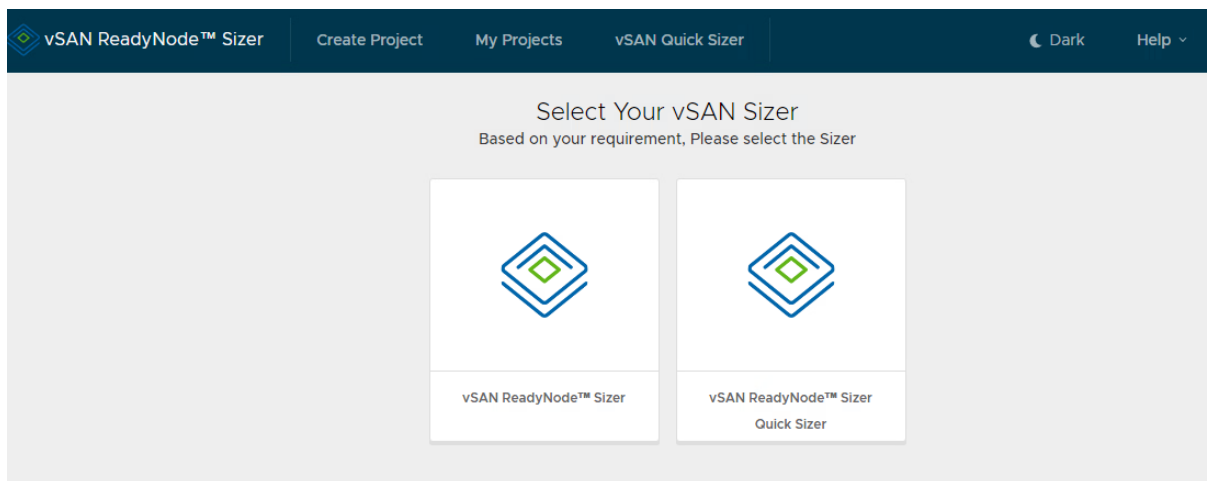 vSAN ReadyNode™ Sizer Create Project My Projects vSAN Quick Sizer Dark Help
Select Your vSAN Sizer
Based on your requirement, Please select the Sizer
vSAN ReadyNode™ Sizer
vSAN ReadyNode™ Sizer
Quick Sizer